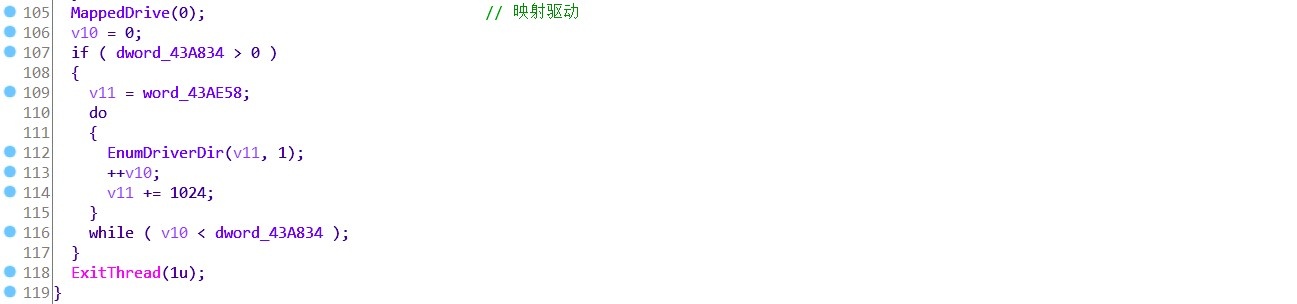 105 MappedDrive(0); // 映射驱动
106 v10 = 0;
107 if ( dword_43A834 > 0 )
108 {
109 v11 = word_43AE58;
110 do
111 {
112 EnumDriverDir(v11, 1);
113 ++v10;
114 v11 += 1024;
115 }
116 while ( v10 < dword_43A834 );
117 }
118 ExitThread(1u);
119 }